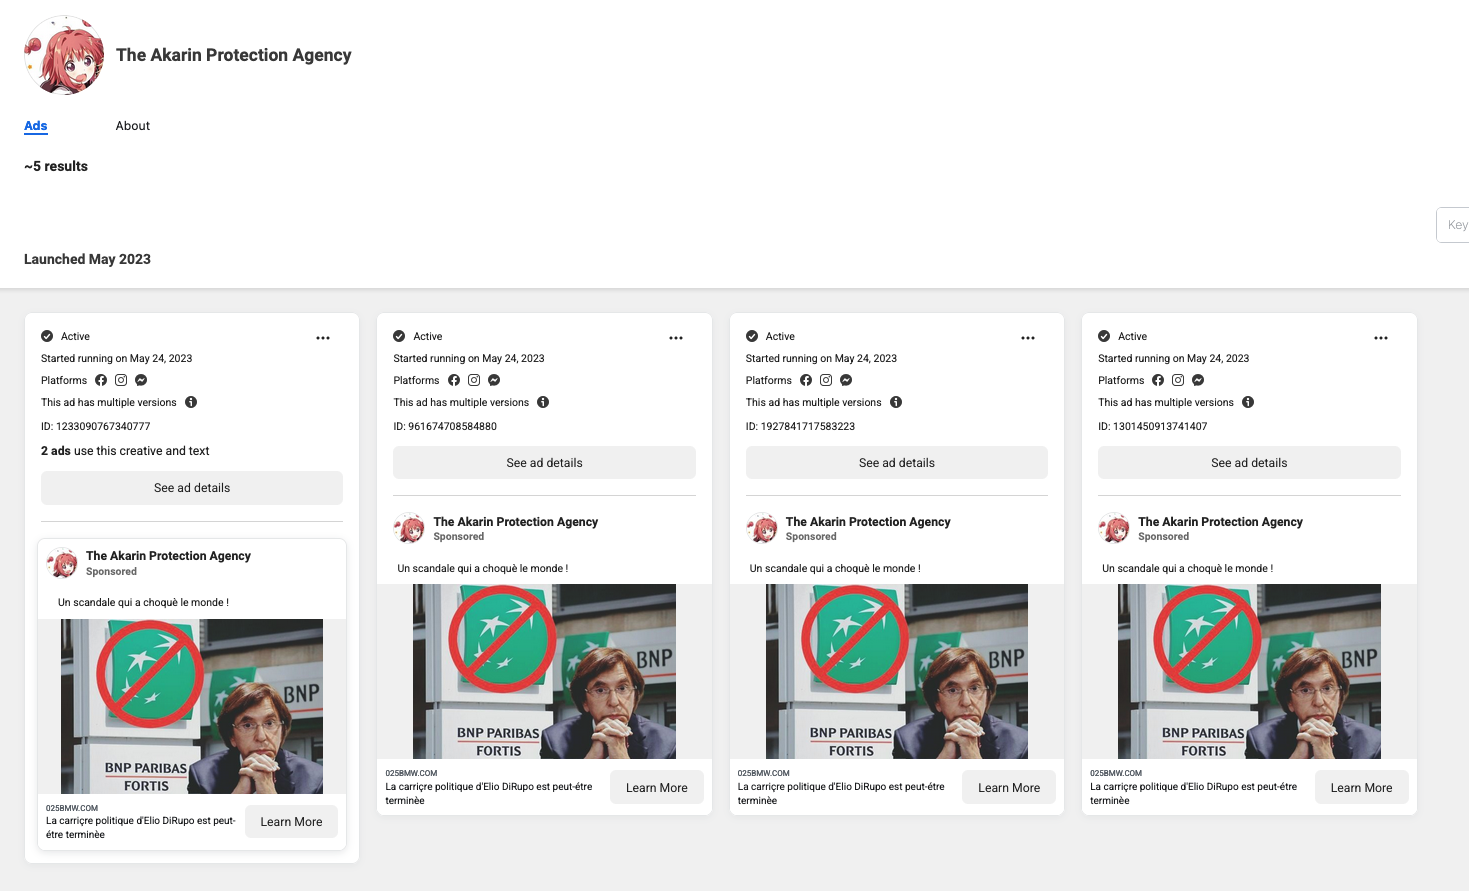 The Akarin Protection Agency
Ads
About
~5 results
Key
Launched May 2023
Active
Started running on May 24, 2023
Platforms
This ad has multiple versions
ID: 1233090767340777
2 ads use this creative and text
See ad details
The Akarin Protection Agency
Sponsored
Un scandale qui a choquè le monde !
BNP
BNP PARIBAS
FORTIS
025BMW.COM
La carriçre politique d'Elio DiRupo est peut-
étre terminèe
Learn More
Active
Started running on May 24, 2023
Platforms
This ad has multiple versions
ID: 961674708584880
See ad details
The Akarin Protection Agency
Sponsored
Un scandale qui a choquè le monde !
BNP
BNP PARIBAS
FORTIS
025BMW.COM
La carriçre politique d'Elio DiRupo est peut-étre
terminèe
Learn More
Active
Started running on May 24, 2023
Platforms
This ad has multiple versions
ID: 1927841717583223
See ad details
The Akarin Protection Agency
Sponsored
Un scandale qui a choquè le monde !
BNP
BNP PARIBAS
FORTIS
025BMW.COM
La carriçre politique d'Elio DiRupo est peut-étre
terminèe
Learn More
Active
Started running on May 24, 2023
Platforms
This ad has multiple versions
ID: 1301450913741407
See ad details
The Akarin Protection Agency
Sponsored
Un scandale qui a choquè le monde !
BNP
BNP PARIBAS
FORTIS
025BMW.COM
La carriçre politique d'Elio DiRupo est peut-étre
terminèe
Learn More